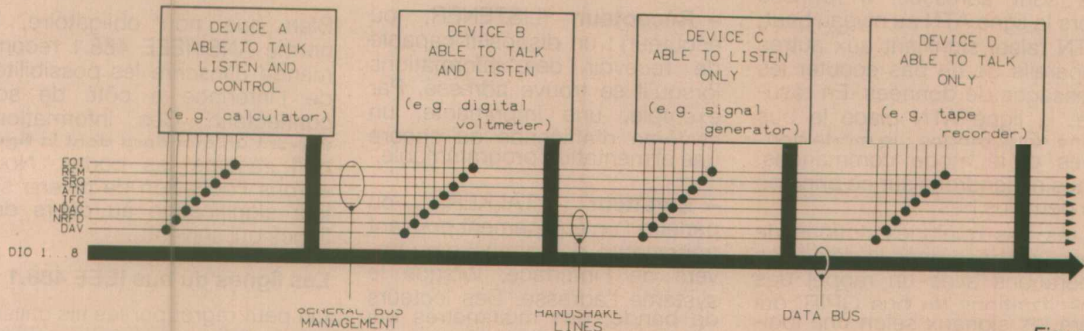 DEVICE A
ABLE TO TALK
LISTEN AND
CONTROL
(e.g. calculator)
DEVICE B
ABLE TO TALK
AND LISTEN
(e.g. digital
voltmeter)
DEVICE C
ABLE TO LISTEN
ONLY
(e.g. signal
generator)
DEVICE D
ABLE TO TALK
ONLY
(e.g. tape
recorder)
EOI
REM
SRQ
ATN
IFC
NDAC
NRFD
DAV
DIO 1... 8
GENERAL BUS
MANAGEMENT
HANDSHAKE
LINES
DATA BUS